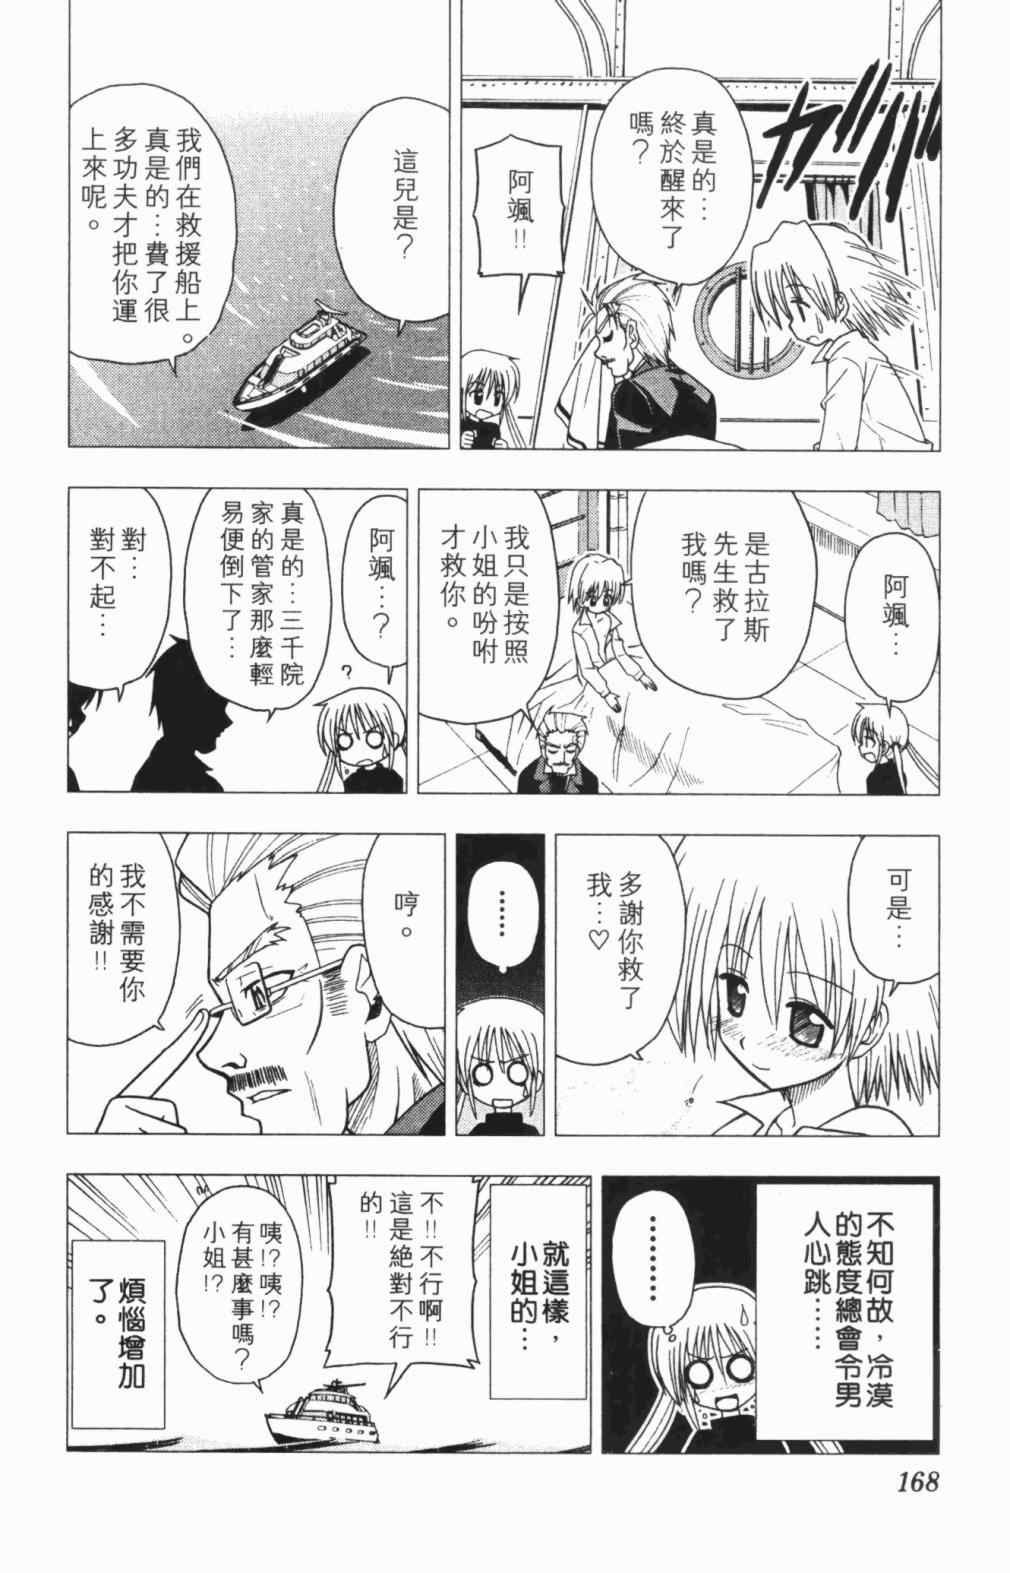 真是的…
終於醒來了
嗎？
阿颯!!
這兒是？
我們在救援船上。
真是的…費了很
多功夫才把你運
上來呢。
阿颯…
是古拉斯
先生救了
我嗎？
我只是按照
小姐的吩咐
才救你。
阿颯…？
？
真是的…三千院
家的管家那麼輕
易便倒下了…
對…
對不起…
可是…
多謝你救了
我…♡
……
哼。
我不需要你
的感謝!!
不知何故，冷漠
的態度總會令男
人心跳……
………
就這樣，
小姐的…
不!!不行啊!!
這是絕對不行
的!!
咦!?咦!?
有甚麼事嗎？
小姐!?
煩惱增加
了。
168